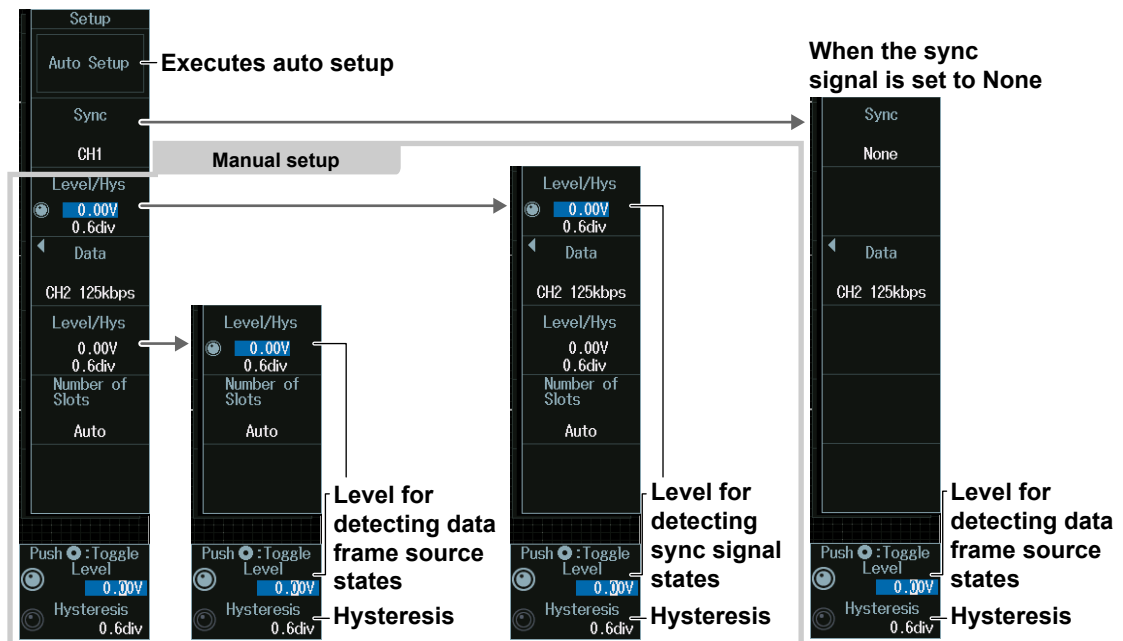 Setup
Auto Setup
Executes auto setup
Sync
CH1
Manual setup
Level/Hys
0.00V
0.6div
Data
CH2 125kbps
Level/Hys
0.00V
0.6div
Number of
Slots
Auto
Push :Toggle
Level
0.00V
Hysteresis
0.6div
Level/Hys
0.00V
0.6div
Number of
Slots
Auto
Push :Toggle
Level
0.00V
Hysteresis
0.6div
Level for
detecting data
frame source
states
Hysteresis
Level/Hys
0.00V
0.6div
Data
CH2 125kbps
Level/Hys
0.00V
0.6div
Number of
Slots
Auto
Push :Toggle
Level
0.00V
Hysteresis
0.6div
Level for
detecting
sync signal
states
Hysteresis
When the sync
signal is set to None
Sync
None
Data
CH2 125kbps
Push :Toggle
Level
0.00V
Hysteresis
0.6div
Level for
detecting data
frame source
states
Hysteresis